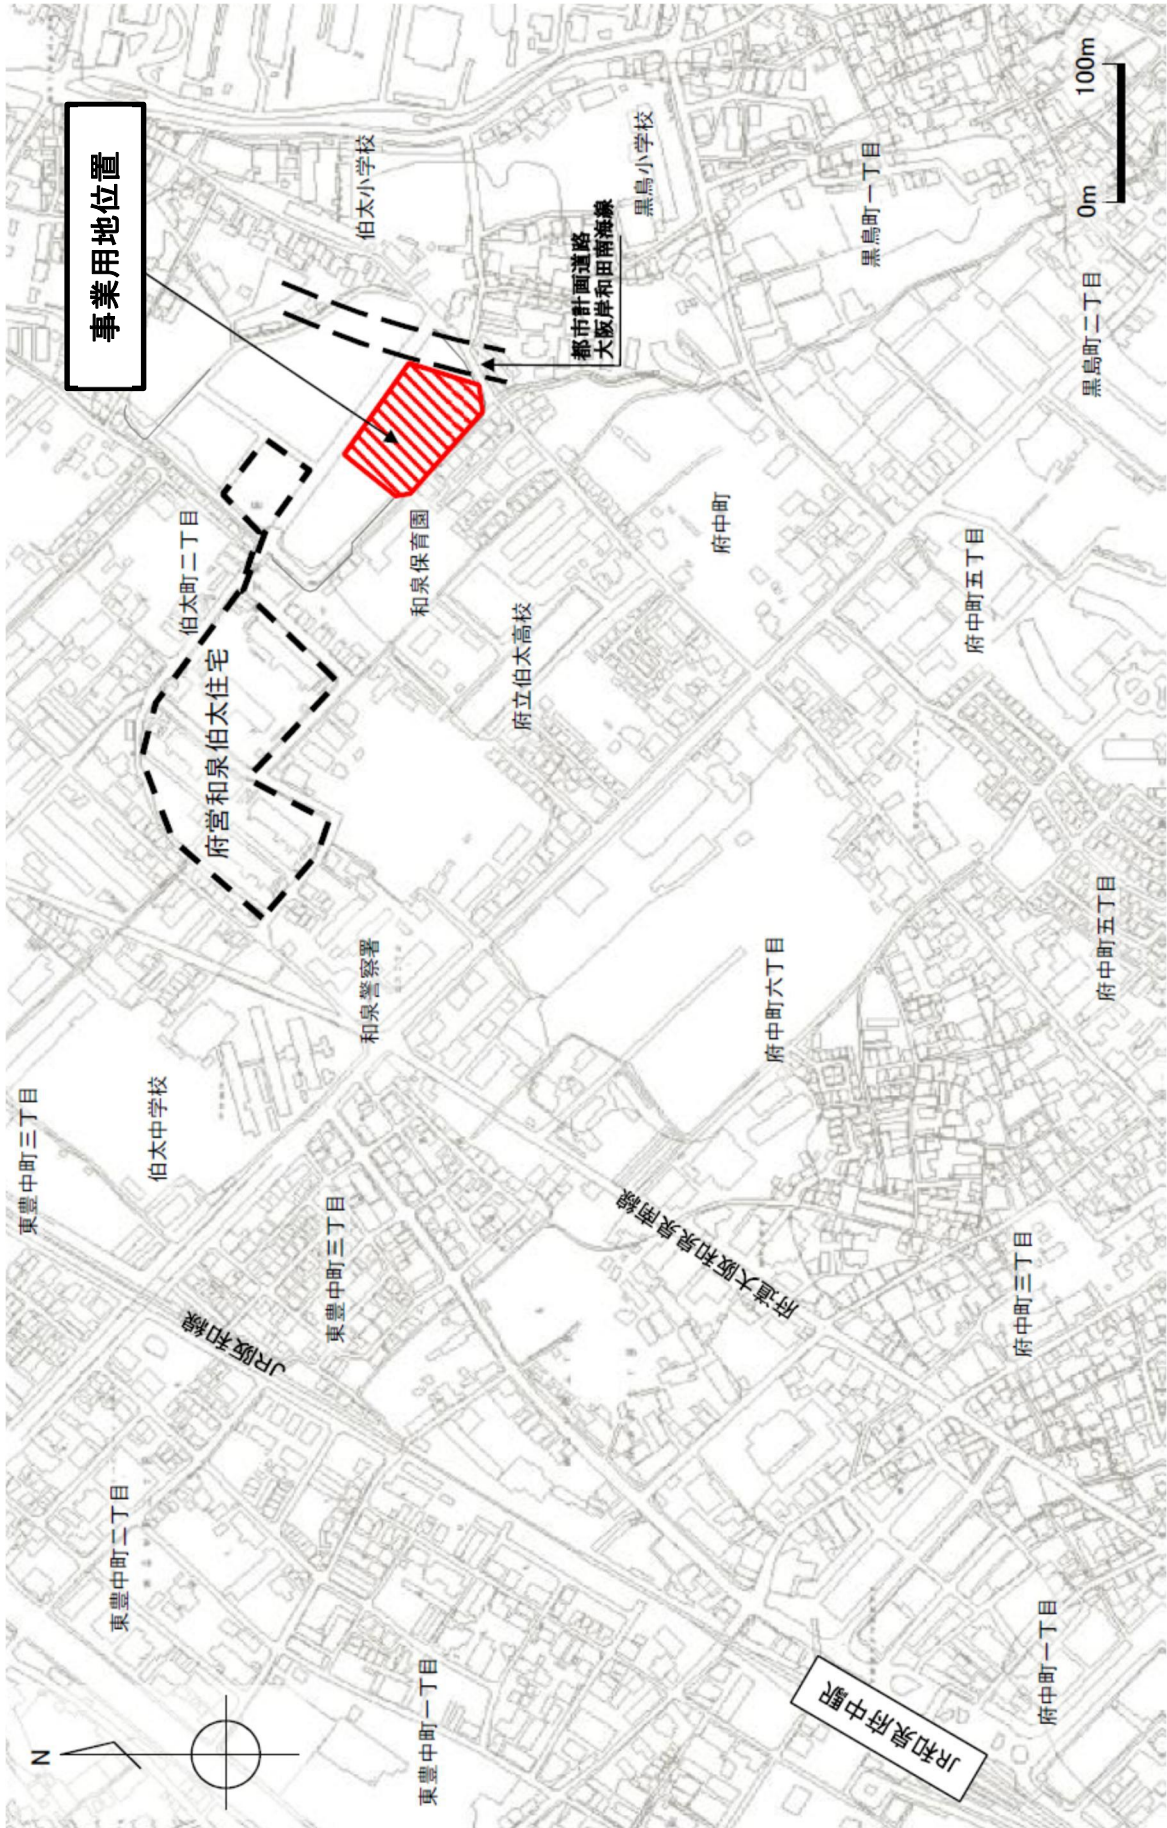 N
東豊中町三丁目
事業用地位置
東豊中町二丁目
伯太中学校
伯太町二丁目
府営和泉伯太住宅
JR阪和線
東豊中町三丁目
和泉警察署
伯太小学校
東豊中町一丁目
和泉保育園
府立伯太高校
都市計画道路
大阪岸和田南海線
黒鳥小学校
府道大阪和泉泉南線
府中町
府中町六丁目
黒鳥町一丁目
JR和泉府中駅
府中町五丁目
府中町三丁目
府中町一丁目
府中町五丁目
黒鳥町二丁目
0m 100m